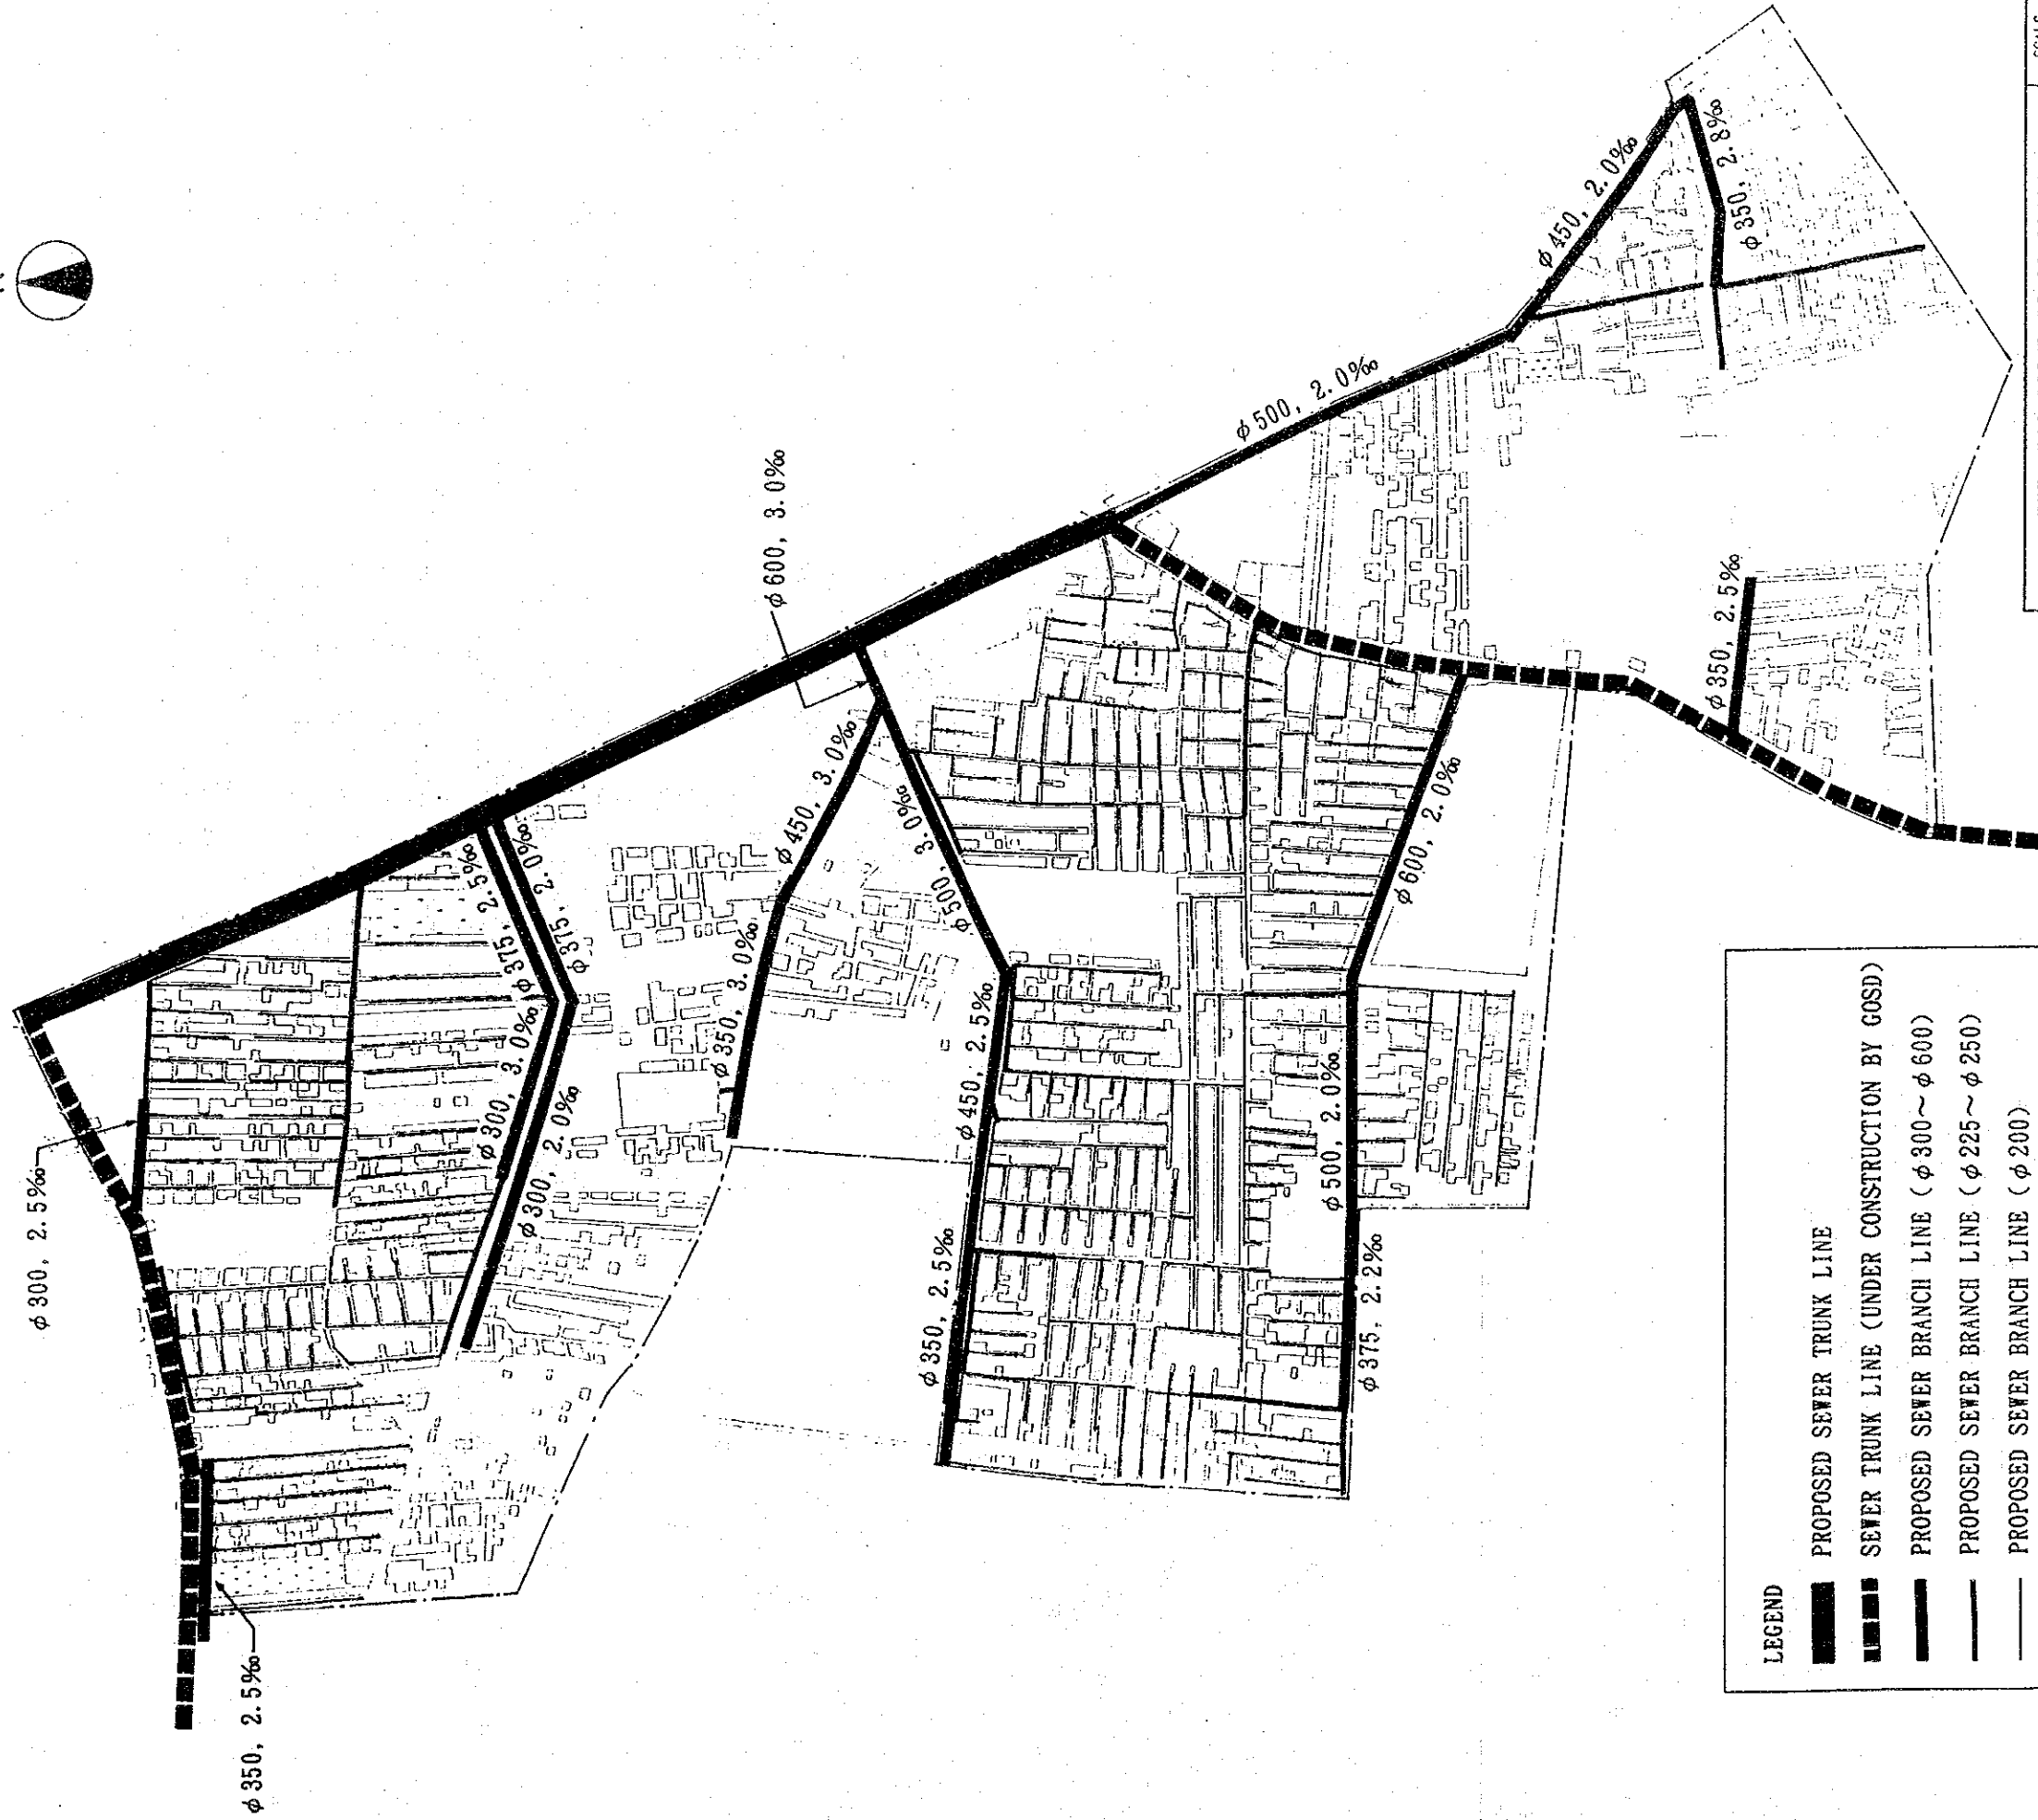 φ300, 2.5‰
φ350, 2.5‰
φ375, 2.5‰
φ375, 2.0‰
φ300, 3.0‰
φ300, 2.0‰
φ600, 3.0‰
φ450, 3.0‰
φ350, 3.0‰
φ500, 3.0‰
φ450, 2.5‰
φ350, 2.5‰
φ500, 2.0‰
φ450, 2.0‰
φ350, 2.8‰
φ350, 2.5‰
φ600, 2.0‰
φ500, 2.0‰
φ375, 2.2‰
LEGEND
PROPOSED SEWER TRUNK LINE
SEWER TRUNK LINE (UNDER CONSTRUCTION BY GOSD)
PROPOSED SEWER BRANCH LINE (φ300~φ600)
PROPOSED SEWER BRANCH LINE (φ225~φ250)
PROPOSED SEWER BRANCH LINE (φ200)